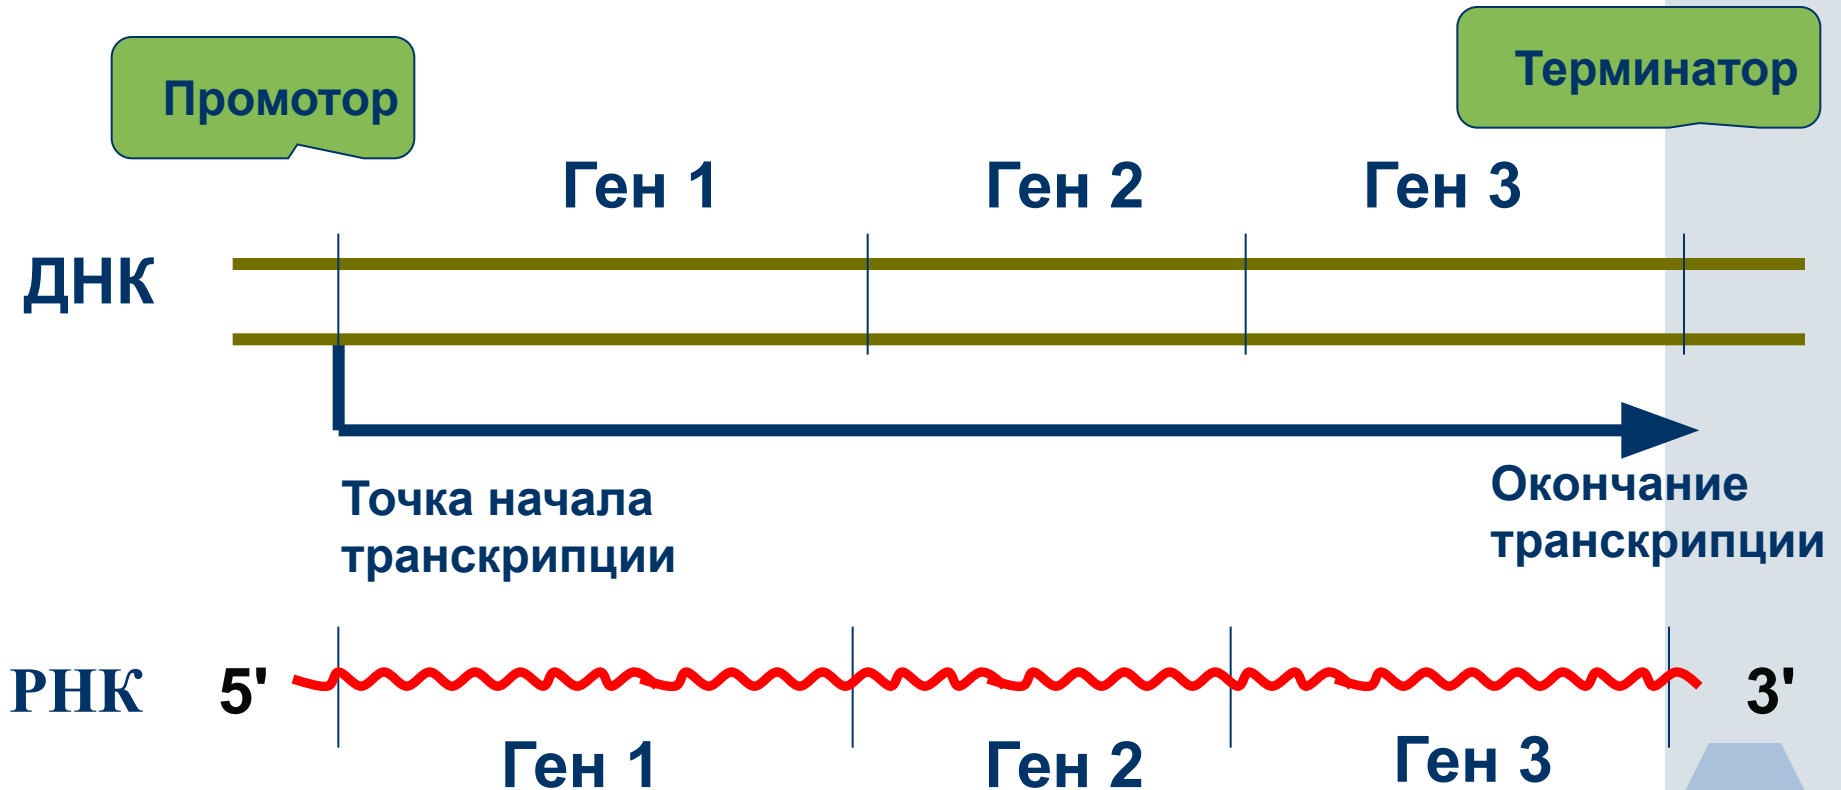 Промотор
Терминатор
Ген 1
Ген 2
Ген 3
ДНК
Точка начала
транскрипции
Окончание
транскрипции
РНК
5'
3'
Ген 1
Ген 2
Ген 3